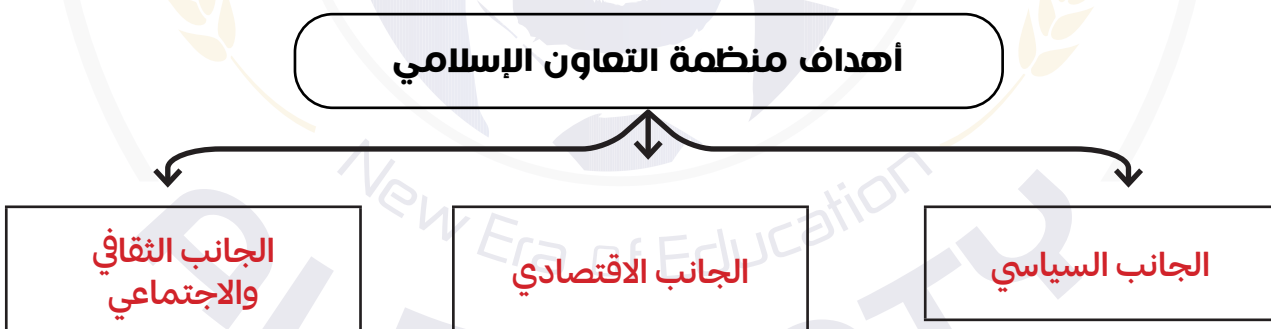 أهداف منظمة التعاون الإسلامي
الجانب السياسي
الجانب الاقتصادي
الجانب الثقافي
والاجتماعي
New Era of Education